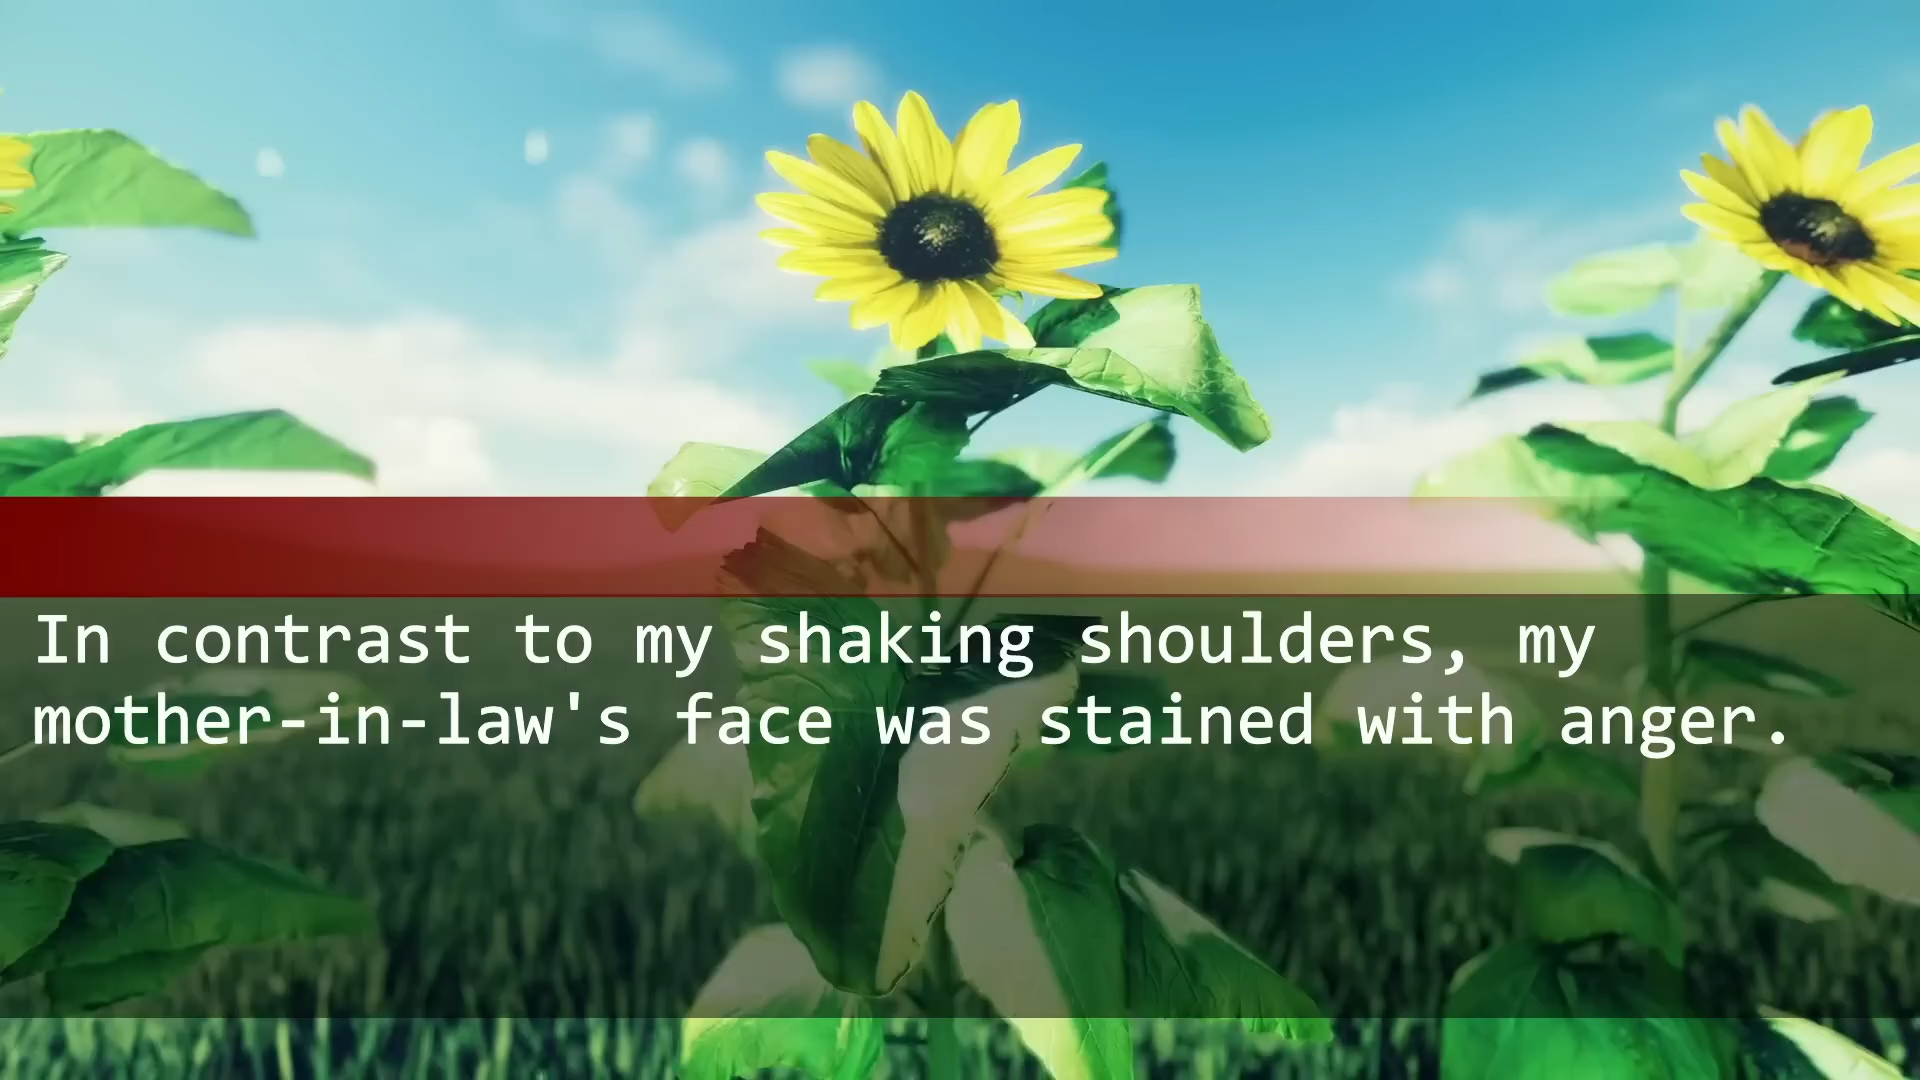 In contrast to my shaking shoulders, my
mother-in-law's face was stained with anger.